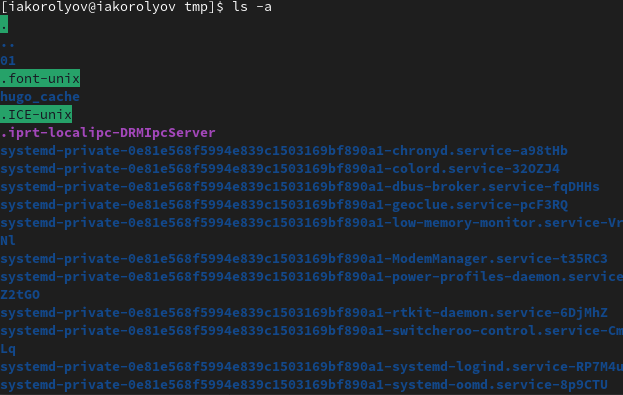 [iakorolyov@iakorolyov tmp]$ ls -a
.
..
01
.font-unix
hugo_cache
.ICE-unix
.iprt-localipc-DRMIpcServer
systemd-private-0e81e568f5994e839c1503169bf890a1-chronyd.service-a98tHb
systemd-private-0e81e568f5994e839c1503169bf890a1-colord.service-32OZJ4
systemd-private-0e81e568f5994e839c1503169bf890a1-dbus-broker.service-fqDHHs
systemd-private-0e81e568f5994e839c1503169bf890a1-geoclue.service-pcF3RQ
systemd-private-0e81e568f5994e839c1503169bf890a1-low-memory-monitor.service-Vr
Nl
systemd-private-0e81e568f5994e839c1503169bf890a1-ModemManager.service-t35RC3
systemd-private-0e81e568f5994e839c1503169bf890a1-power-profiles-daemon.service
Z2tGO
systemd-private-0e81e568f5994e839c1503169bf890a1-rtkit-daemon.service-6DjMhZ
systemd-private-0e81e568f5994e839c1503169bf890a1-switcheroo-control.service-Cm
Lq
systemd-private-0e81e568f5994e839c1503169bf890a1-systemd-logind.service-RP7M4u
systemd-private-0e81e568f5994e839c1503169bf890a1-systemd-oomd.service-8p9CTU